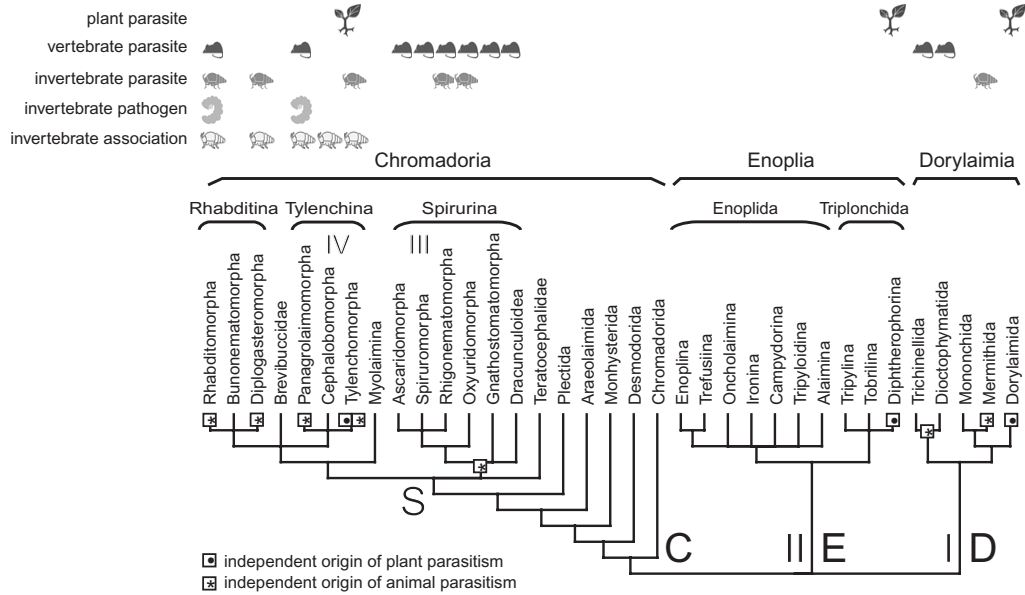 plant parasite
vertebrate parasite
invertebrate parasite
invertebrate pathogen
invertebrate association
Chromadoria
Enoplia
Dorylaimia
Rhabditina
Tylenchina
Spirurina
Enoplida
Triplonchida
IV
III
Rhabditomorpha
Bunonematomorpha
Diplogasteromorpha
Brevibuccidae
Panagrolaimomorpha
Cephalobomorpha
Tylenchomorpha
Myolaimina
Ascaridomorpha
Spiruromorpha
Rhigonematomorpha
Oxyuridomorpha
Gnathostomatomorpha
Dracunculoidea
Teratocephalidae
Plectida
Araeolaimida
Monhysterida
Desmodorida
Chromadorida
Enoplina
Trefusiina
Oncholaimina
Ironina
Campydorina
Tripyloidina
Alaimina
Tripylina
Tobrilina
Diphtherophorina
Trichinellida
Dioctophymatida
Mononchida
Mermithida
Dorylaimida
S
C
II E
I D
independent origin of plant parasitism
independent origin of animal parasitism